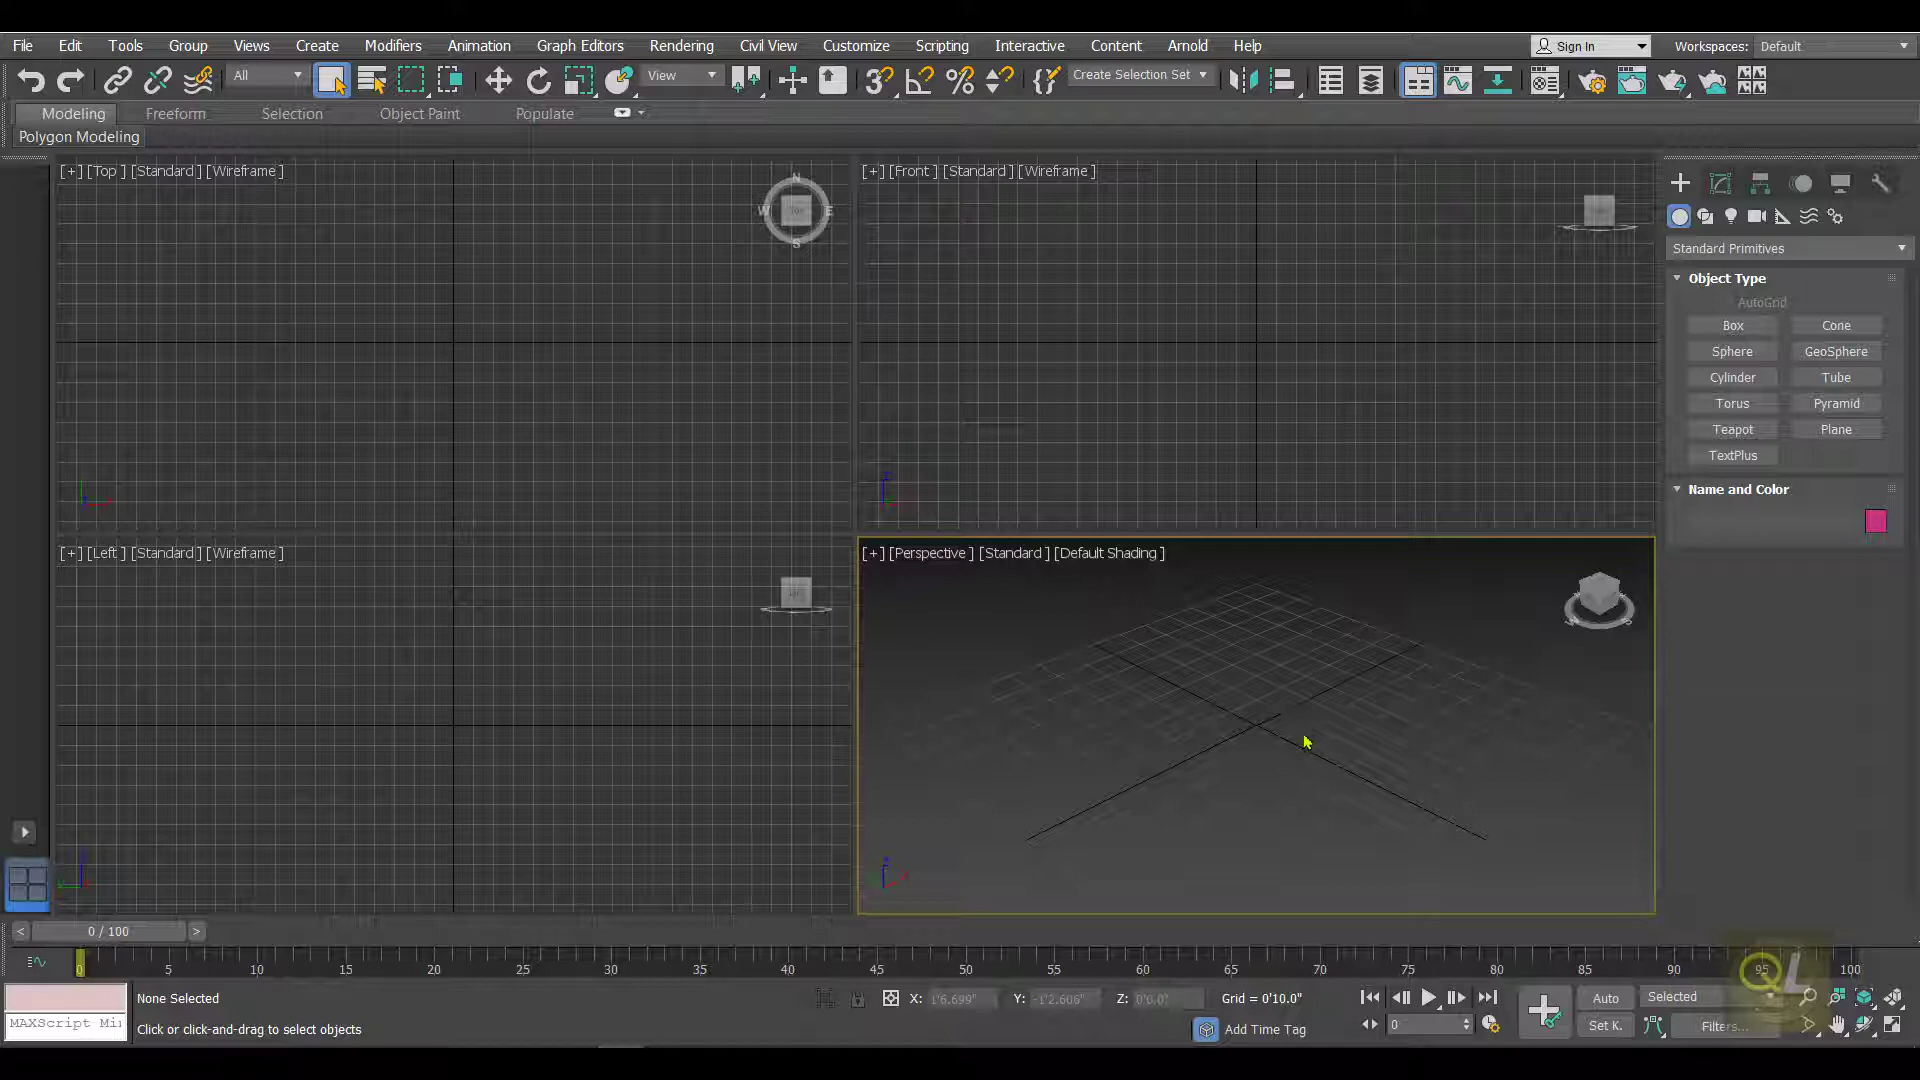 File Edit Tools Group Views Create Modifiers Animation Graph Editors Rendering Civil View Customize Scripting Interactive Content Arnold Help Sign In Workspaces: Default
All View Create Selection Set
Modeling Freeform Selection Object Paint Populate
Polygon Modeling
[+] [Top ] [Standard ] [Wireframe ]
N
W E
S
[+] [Front ] [Standard ] [Wireframe ]
Standard Primitives
Object Type
AutoGrid
Box Cone
Sphere GeoSphere
Cylinder Tube
Torus Pyramid
Teapot Plane
TextPlus
Name and Color
[+] [Left ] [Standard ] [Wireframe ]
[+] [Perspective ] [Standard ] [Default Shading ]
< 0 / 100 >
0 5 10 15 20 25 30 35 40 45 50 55 60 65 70 75 80 85 90 95 100
QL
None Selected X: 1'6.699" Y: -1'2.606" Z: 0'0.0" Grid = 0'10.0" Auto Selected
MAXScript Mi
Click or click-and-drag to select objects Add Time Tag 0 Set K. Filters...